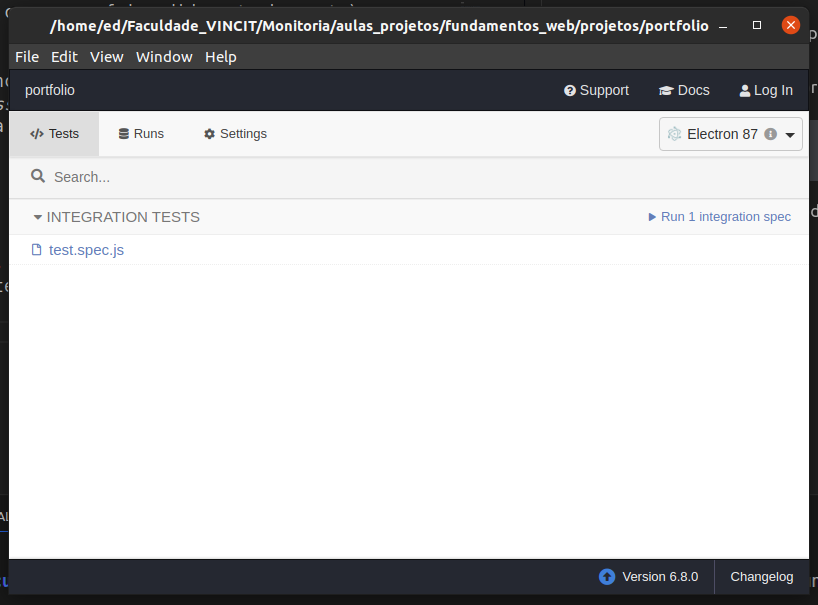 /home/ed/Faculdade_VINCIT/Monitoria/aulas_projetos/fundamentos_web/projetos/portfolio
File Edit View Window Help
portfolio Support Docs Log In
Tests Runs Settings Electron 87
Search...
INTEGRATION TESTS Run 1 integration spec
test.spec.js
Version 6.8.0 Changelog